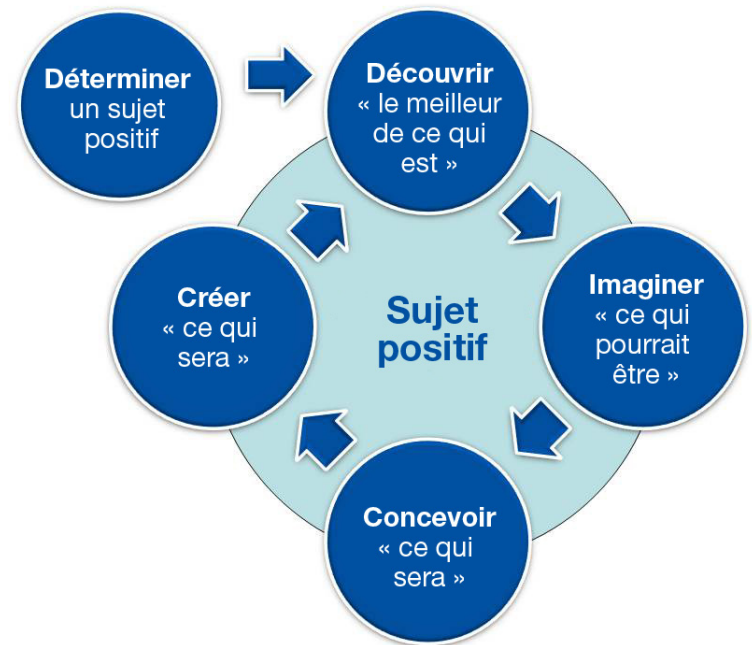 Déterminer
un sujet
positif
Découvrir
« le meilleur
de ce qui
est »
Imaginer
« ce qui
pourrait
être »
Concevoir
« ce qui
sera »
Créer
« ce qui
sera »
Sujet
positif